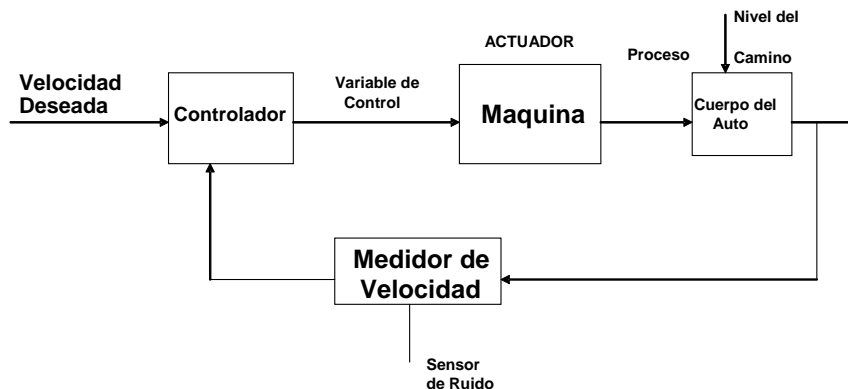 Nivel del
Camino
ACTUADOR
Proceso
Velocidad
Deseada
Variable de
Control
Controlador
Maquina
Cuerpo del
Auto
Medidor de
Velocidad
Sensor
de Ruido